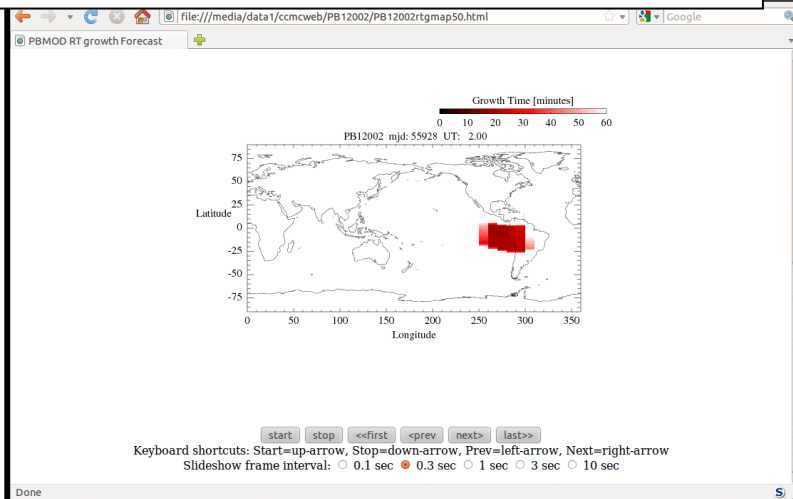 file:///media/data1/ccmcweb/PB12002/PB12002rtgmap50.html
Google
PBMOD RT growth Forecast
Growth Time [minutes]
0 10 20 30 40 50 60
PB12002 mjd: 55928 UT: 2.00
75
50
25
Latitude
0
-25
-50
-75
0 50 100 150 200 250 300 350
Longitude
start stop <<first <prev next> last>>
Keyboard shortcuts: Start=up-arrow, Stop=down-arrow, Prev=left-arrow, Next=right-arrow
Slideshow frame interval: 0.1 sec 0.3 sec 1 sec 3 sec 10 sec
Done S